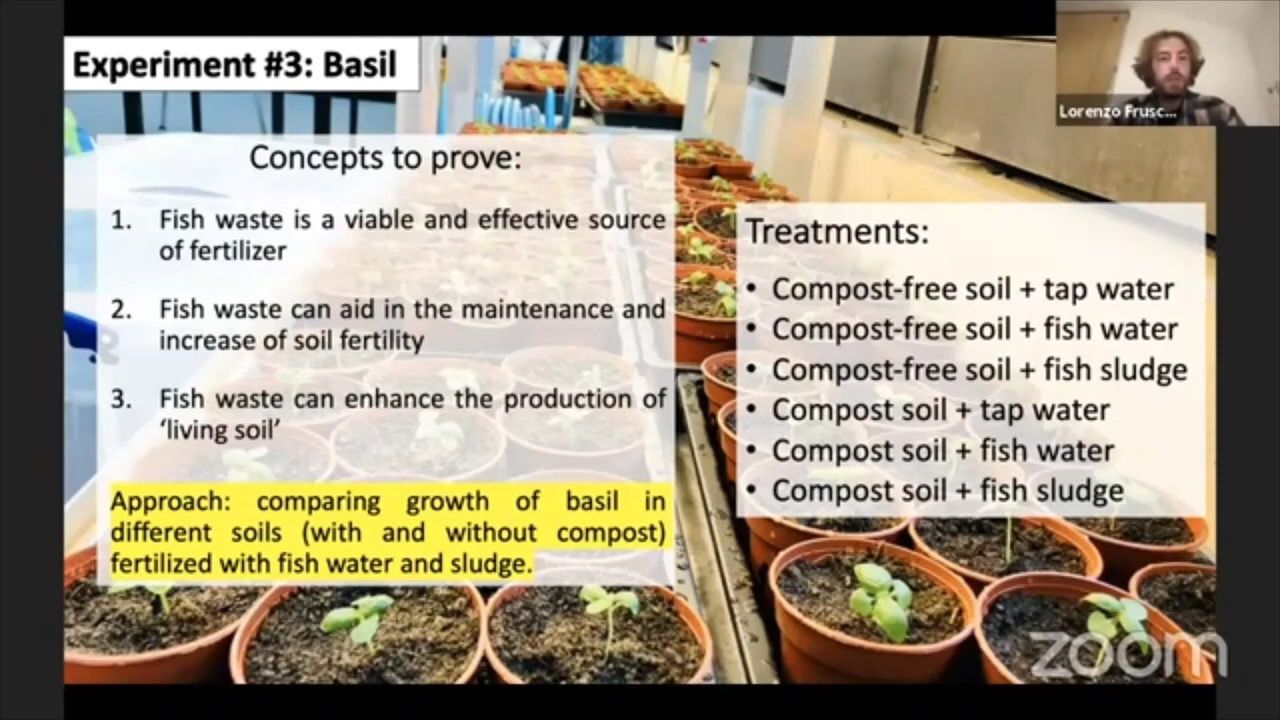 Experiment #3: Basil
Lorenzo Frusc...
Concepts to prove:
1. Fish waste is a viable and effective source
of fertilizer
2. Fish waste can aid in the maintenance and
increase of soil fertility
3. Fish waste can enhance the production of
‘living soil’
Approach: comparing growth of basil in
different soils (with and without compost)
fertilized with fish water and sludge.
Treatments:
• Compost-free soil + tap water
• Compost-free soil + fish water
• Compost-free soil + fish sludge
• Compost soil + tap water
• Compost soil + fish water
• Compost soil + fish sludge
zoom